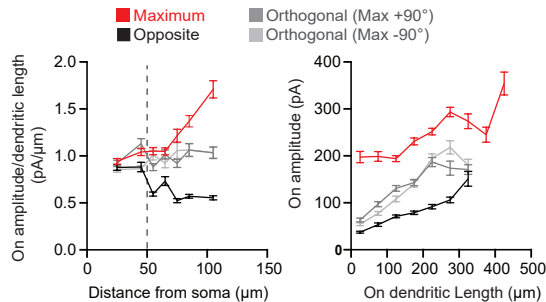 Maximum
Orthogonal (Max +90°)
Opposite
Orthogonal (Max -90°)
On amplitude/dendritic length
(pA/µm)
2.0
1.5
1.0
0.5
0.0
0
50
100
150
Distance from soma (µm)
On amplitude (pA)
400
300
200
100
0
0
100
200
300
400
500
On dendritic Length (µm)